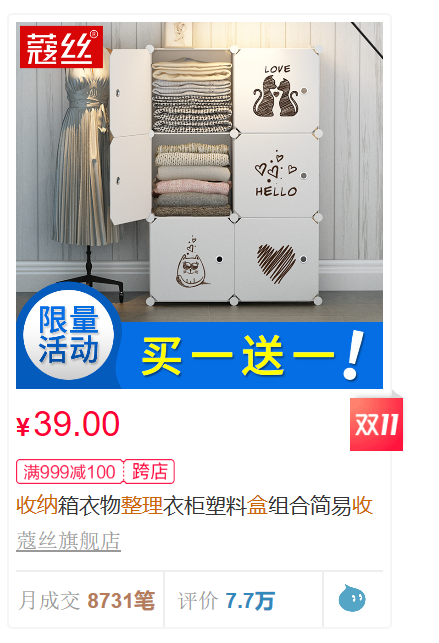 蔻丝®
LOVE
HELLO
限量
活动
买一送一!
¥39.00
双11
满999减100 跨店
收纳箱衣物整理衣柜塑料盒组合简易收
蔻丝旗舰店
月成交 8731笔 评价 7.7万